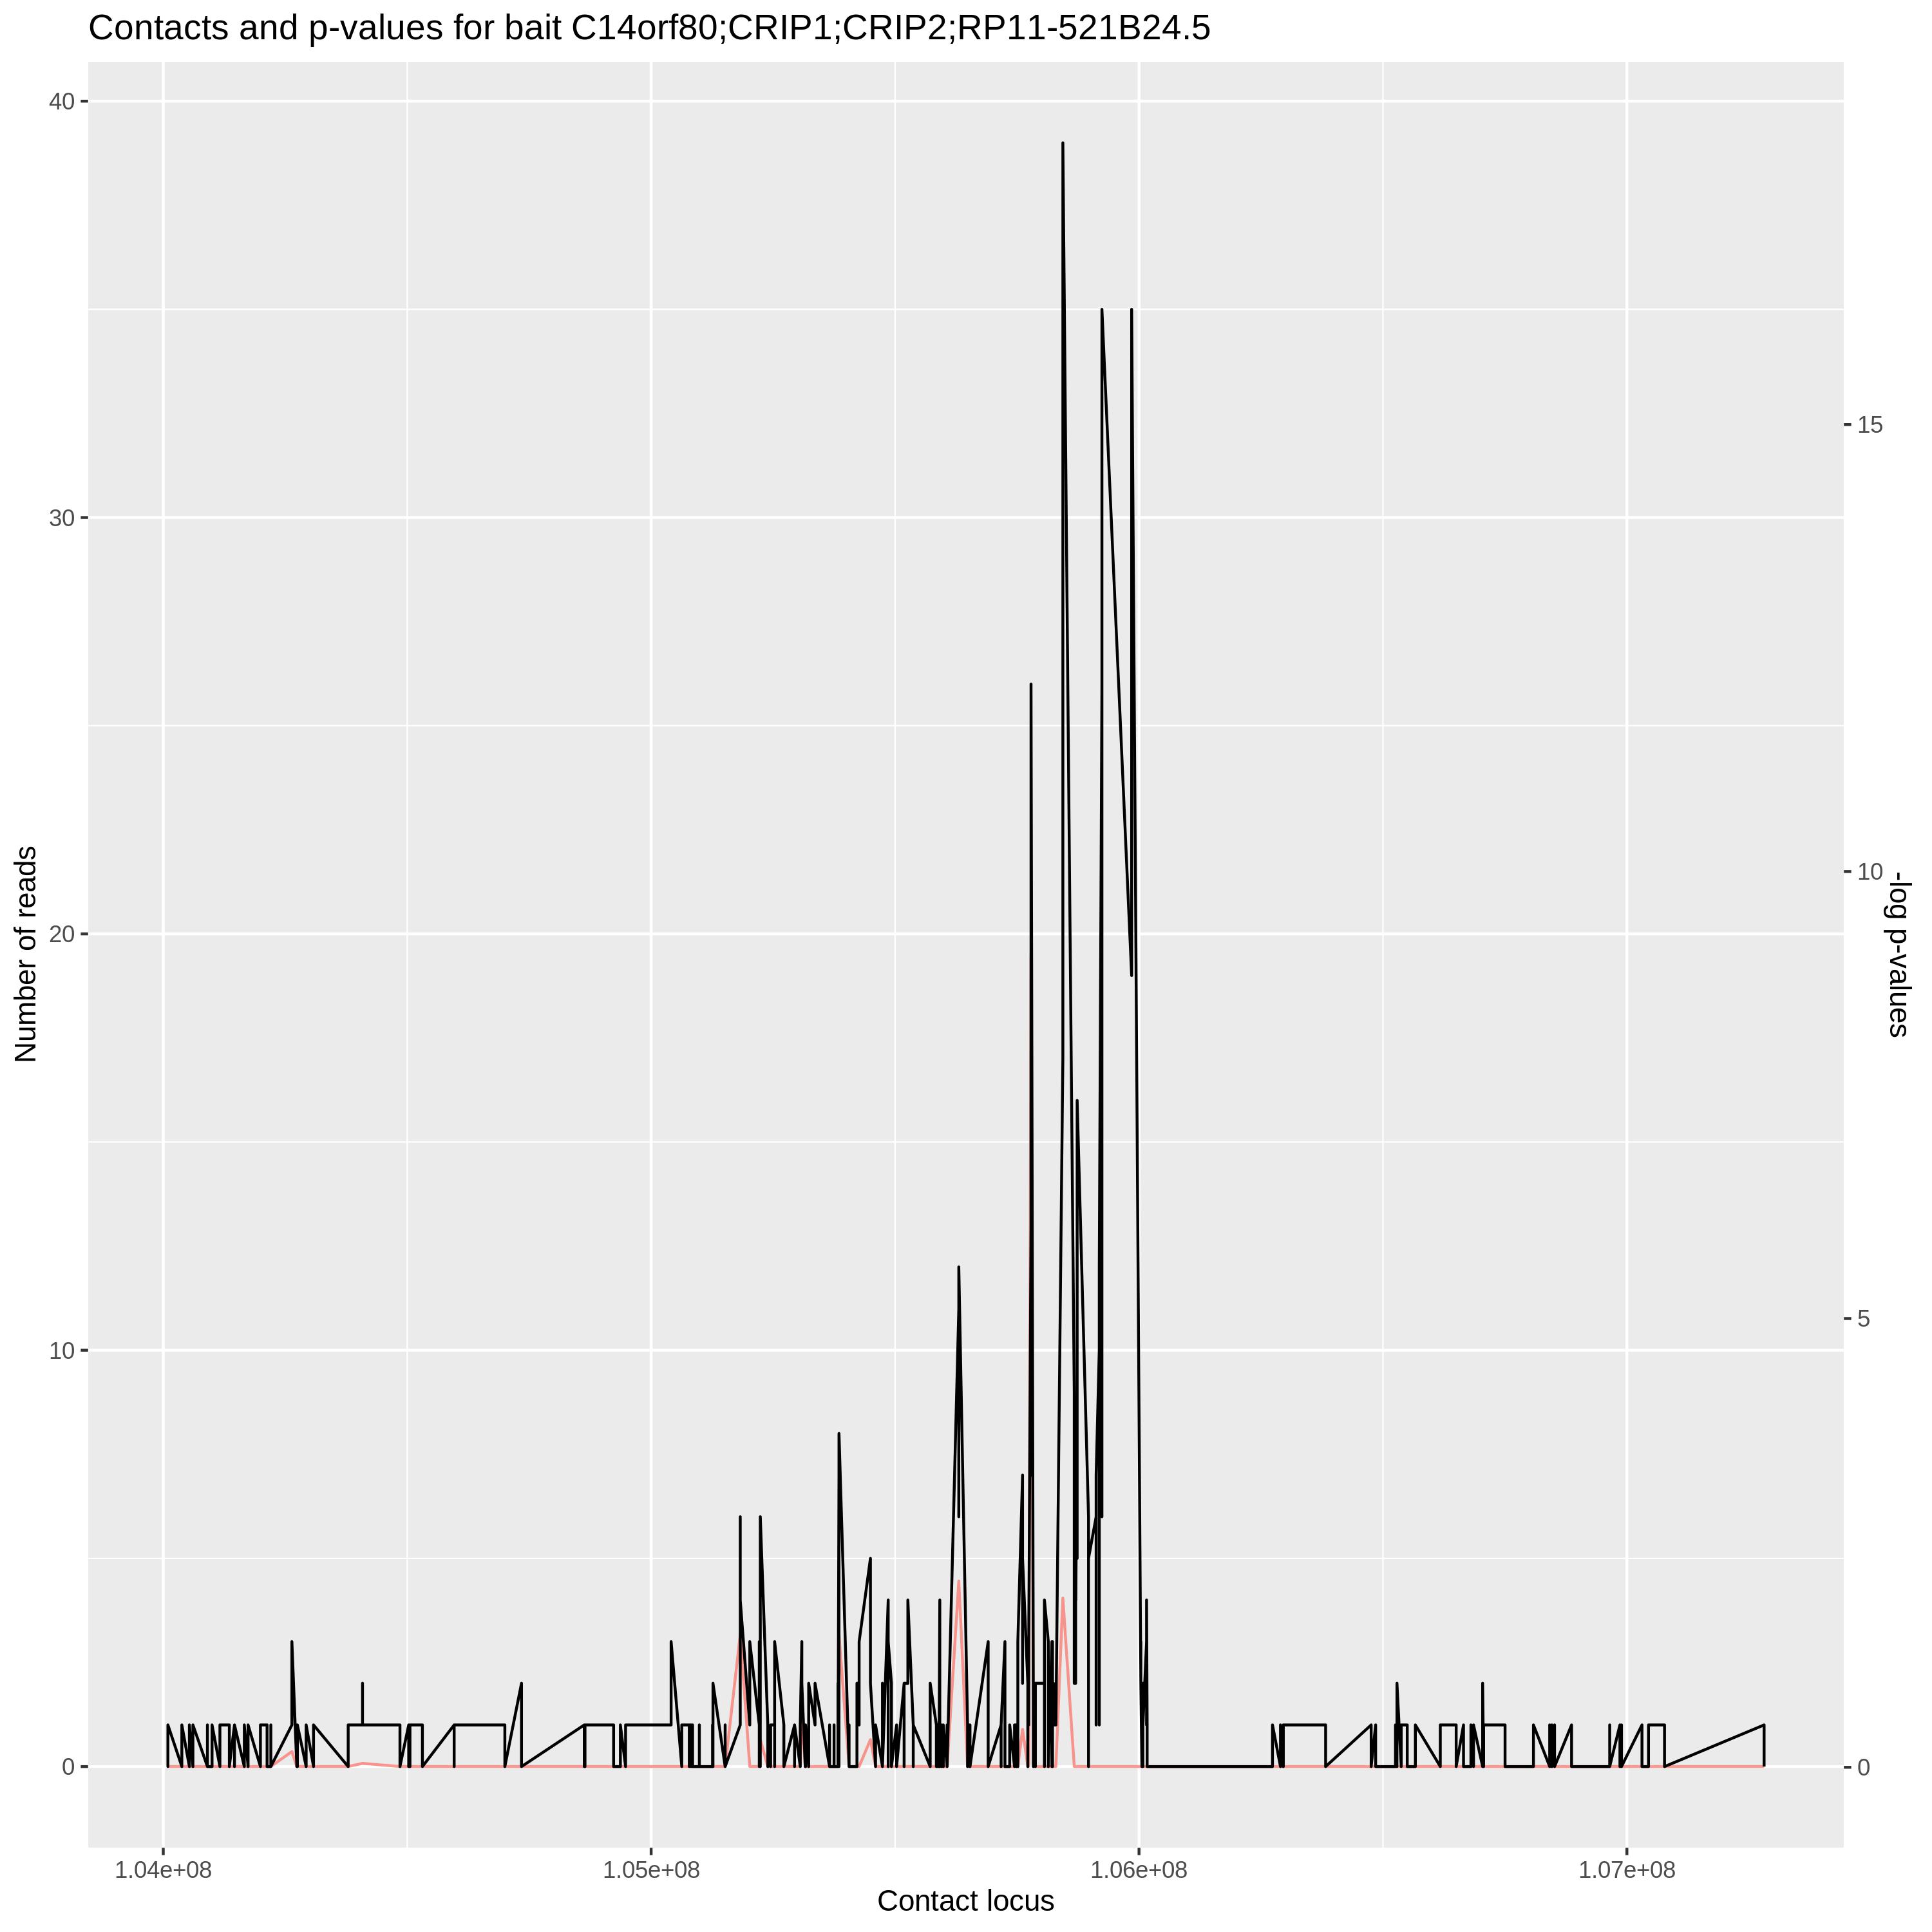 Contacts and p-values for bait C14orf80;CRIP1;CRIP2;RP11-521B24.5
40
30
20
10
0
Number of reads
15
10
5
0
-log p-values
1.04e+08
1.05e+08
1.06e+08
1.07e+08
Contact locus